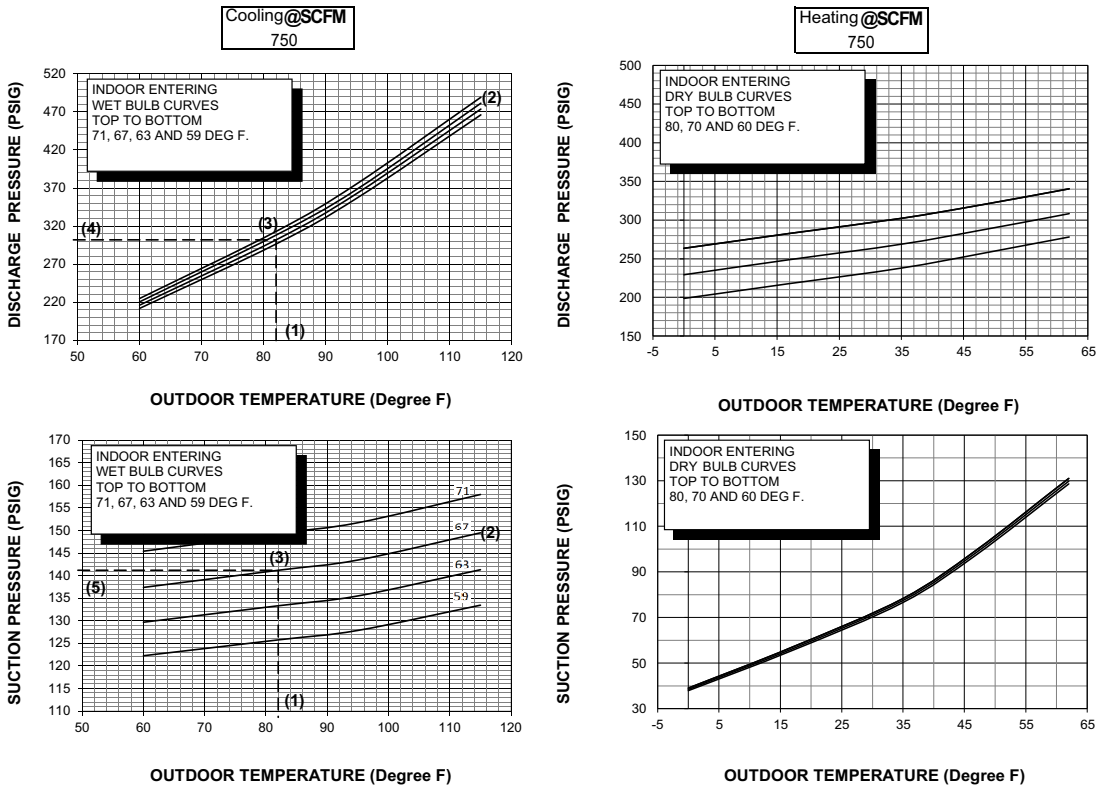 Cooling@SCFM
750
Heating@SCFM
750
DISCHARGE PRESSURE (PSIG)
520
470
420
370
320
270
220
170
INDOOR ENTERING
WET BULB CURVES
TOP TO BOTTOM
71, 67, 63 AND 59 DEG F.
(2)
(3)
(4)
(1)
50 60 70 80 90 100 110 120
OUTDOOR TEMPERATURE (Degree F)
DISCHARGE PRESSURE (PSIG)
500
450
400
350
300
250
200
150
INDOOR ENTERING
DRY BULB CURVES
TOP TO BOTTOM
80, 70 AND 60 DEG F.
-5 5 15 25 35 45 55 65
OUTDOOR TEMPERATURE (Degree F)
SUCTION PRESSURE (PSIG)
170
165
160
155
150
145
140
135
130
125
120
115
110
INDOOR ENTERING
WET BULB CURVES
TOP TO BOTTOM
71, 67, 63 AND 59 DEG F.
71
67
(2)
(3)
63
(5)
59
(1)
50 60 70 80 90 100 110 120
OUTDOOR TEMPERATURE (Degree F)
SUCTION PRESSURE (PSIG)
150
130
110
90
70
50
30
INDOOR ENTERING
DRY BULB CURVES
TOP TO BOTTOM
80, 70 AND 60 DEG F.
-5 5 15 25 35 45 55 65
OUTDOOR TEMPERATURE (Degree F)